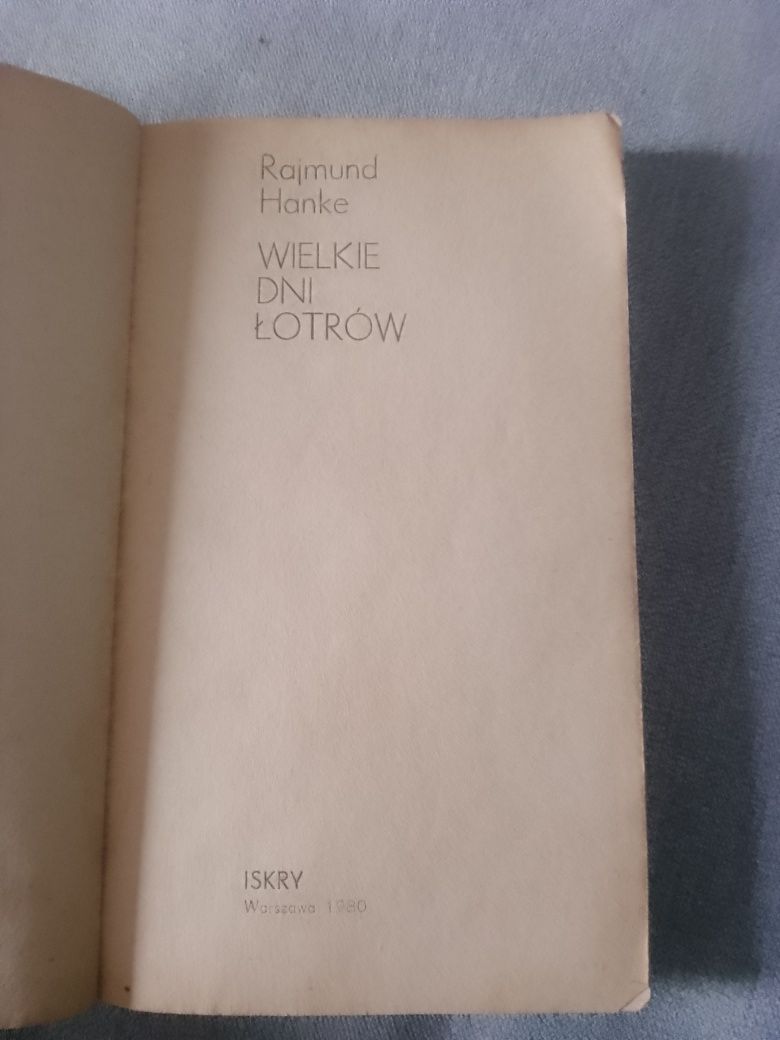 Rajmund
Hanke
WIELKIE
DNI
ŁOTRÓW
ISKRY
Warszawa 1980